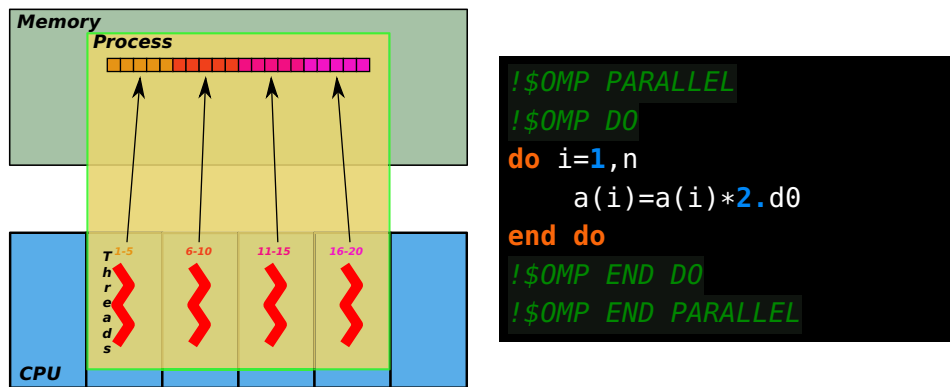 Memory
Process
1-5 6-10 11-15 16-20
Threads
CPU
!$OMP PARALLEL
!$OMP DO
do i=1,n
    a(i)=a(i)*2.d0
end do
!$OMP END DO
!$OMP END PARALLEL